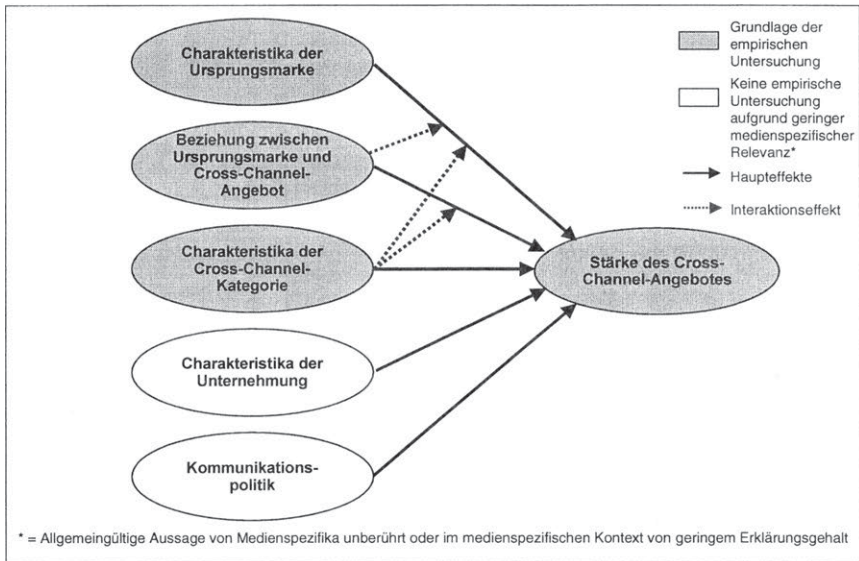 Charakteristika der
Ursprungsmarke
Beziehung zwischen
Ursprungsmarke und
Cross-Channel-
Angebot
Charakteristika der
Cross-Channel-
Kategorie
Charakteristika der
Unternehmung
Kommunikations-
politik
Stärke des Cross-
Channel-Angebotes
Grundlage der
empirischen
Untersuchung
Keine empirische
Untersuchung
aufgrund geringer
medienspezifischer
Relevanz*
Haupteffekte
Interaktionseffekt
* = Allgemeingültige Aussage von Medienspezifika unberührt oder im medienspezifischen Kontext von geringem Erklärungsgehalt